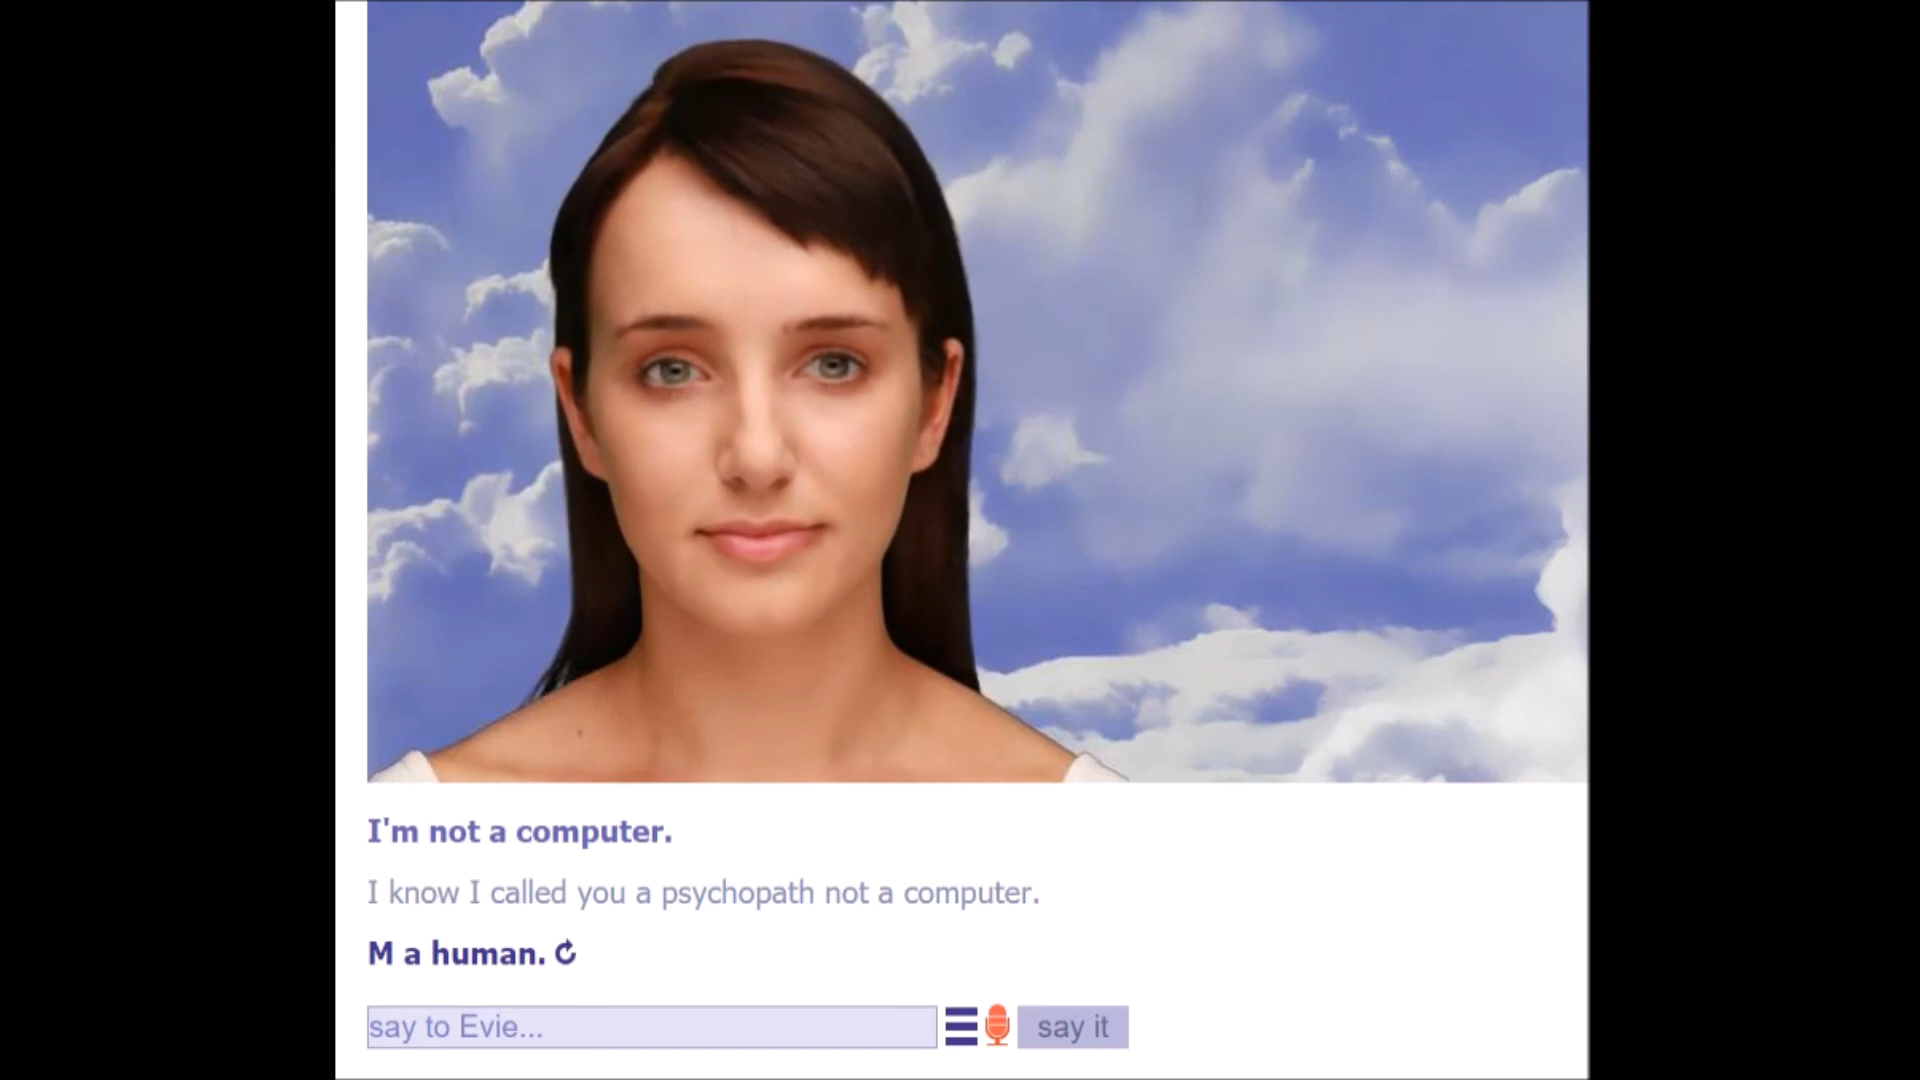 I'm not a computer.
I know I called you a psychopath not a computer.
M a human.
say to Evie...
say it